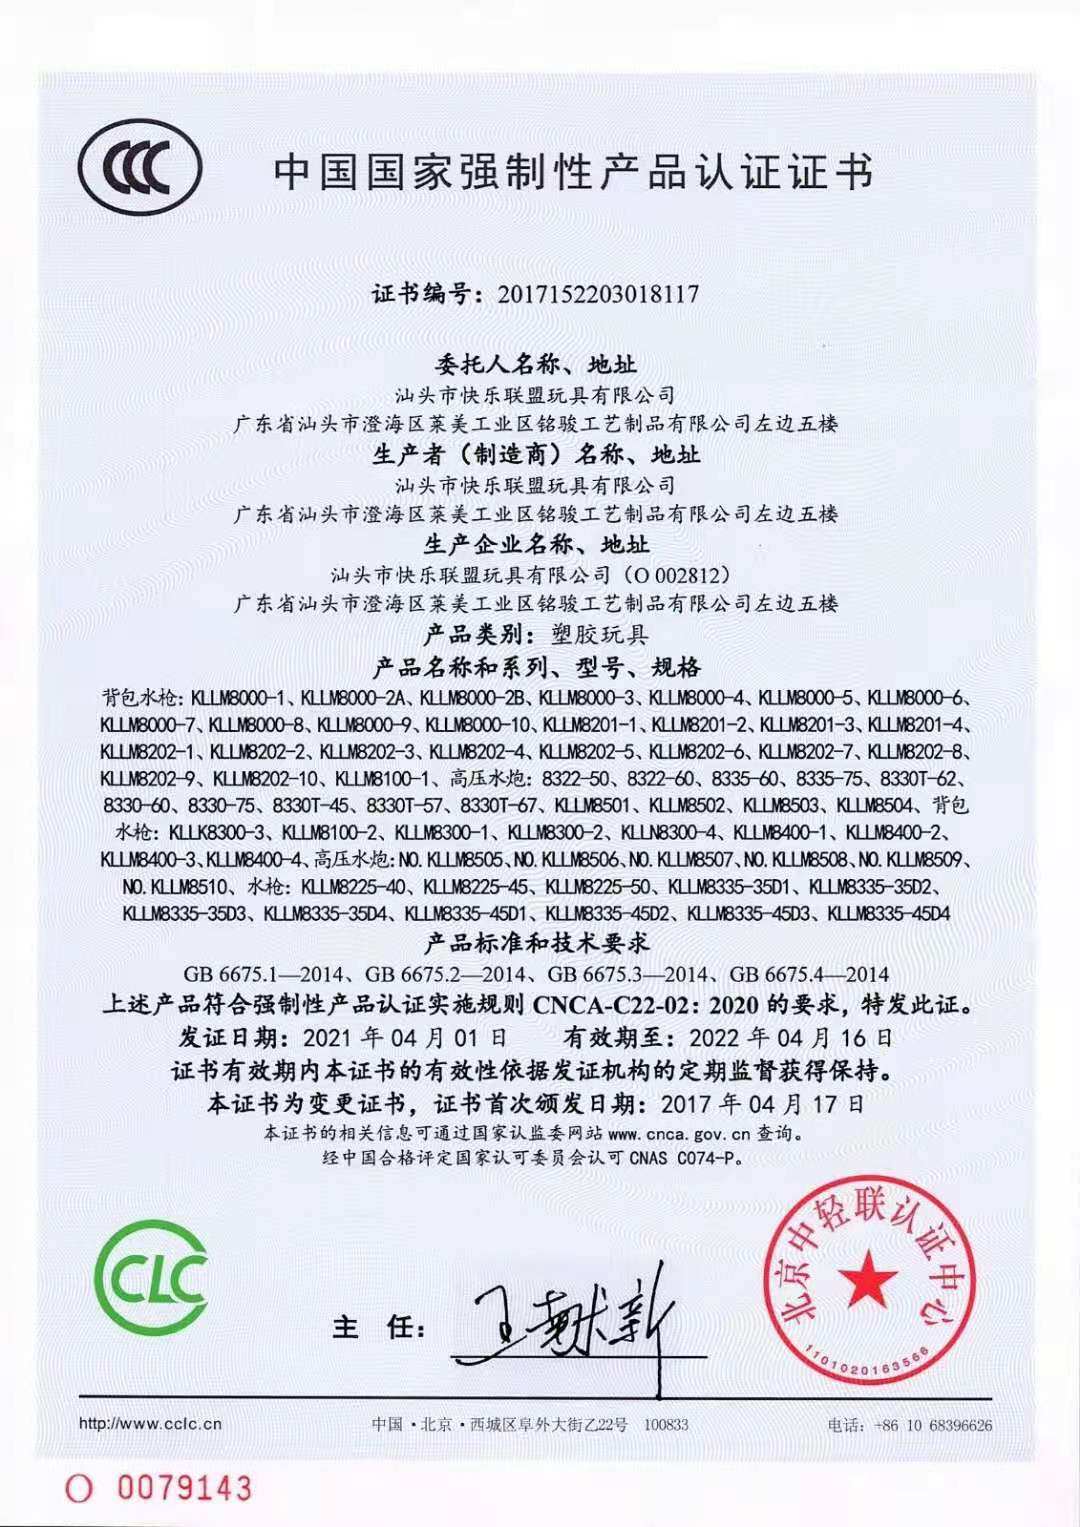 CCC
中国国家强制性产品认证证书
证书编号：2017152203018117
委托人名称、地址
汕头市快乐联盟玩具有限公司
广东省汕头市澄海区莱美工业区铭骏工艺制品有限公司左边五楼
生产者（制造商）名称、地址
汕头市快乐联盟玩具有限公司
广东省汕头市澄海区莱美工业区铭骏工艺制品有限公司左边五楼
生产企业名称、地址
汕头市快乐联盟玩具有限公司（O 002812）
广东省汕头市澄海区莱美工业区铭骏工艺制品有限公司左边五楼
产品类别：塑胶玩具
产品名称和系列、型号、规格
背包水枪：KLLM8000-1、KLLM8000-2A、KLLM8000-2B、KLLM8000-3、KLLM8000-4、KLLM8000-5、KLLM8000-6、
KLLM8000-7、KLLM8000-8、KLLM8000-9、KLLM8000-10、KLLM8201-1、KLLM8201-2、KLLM8201-3、KLLM8201-4、
KLLM8202-1、KLLM8202-2、KLLM8202-3、KLLM8202-4、KLLM8202-5、KLLM8202-6、KLLM8202-7、KLLM8202-8、
KLLM8202-9、KLLM8202-10、KLLM8100-1、高压水炮：8322-50、8322-60、8335-60、8335-75、8330T-62、
8330-60、8330-75、8330T-45、8330T-57、8330T-67、KLLM8501、KLLM8502、KLLM8503、KLLM8504、背包
水枪：KLLK8300-3、KLLM8100-2、KLLM8300-1、KLLM8300-2、KLLN8300-4、KLLM8400-1、KLLM8400-2、
KLLM8400-3、KLLM8400-4、高压水炮：NO. KLLM8505、NO. KLLM8506、NO. KLLM8507、NO. KLLM8508、NO. KLLM8509、
NO. KLLM8510、水枪：KLLM8225-40、KLLM8225-45、KLLM8225-50、KLLM8335-35D1、KLLM8335-35D2、
KLLM8335-35D3、KLLM8335-35D4、KLLM8335-45D1、KLLM8335-45D2、KLLM8335-45D3、KLLM8335-45D4
产品标准和技术要求
GB 6675.1—2014、GB 6675.2—2014、GB 6675.3—2014、GB 6675.4—2014
上述产品符合强制性产品认证实施规则 CNCA-C22-02：2020 的要求，特发此证。
发证日期：2021 年 04 月 01 日 有效期至：2022 年 04 月 16 日
证书有效期内本证书的有效性依据发证机构的定期监督获得保持。
本证书为变更证书，证书首次颁发日期：2017 年 04 月 17 日
本证书的相关信息可通过国家认监委网站 www.cnca.gov.cn 查询。
经中国合格评定国家认可委员会认可 CNAS C074-P。
CLC
主 任：
王献新
北京中轻联认证中心
1101020163566
http://www.cclc.cn
中国·北京·西城区阜外大街乙22号 100833
电话：+86 10 68396626
O 0079143